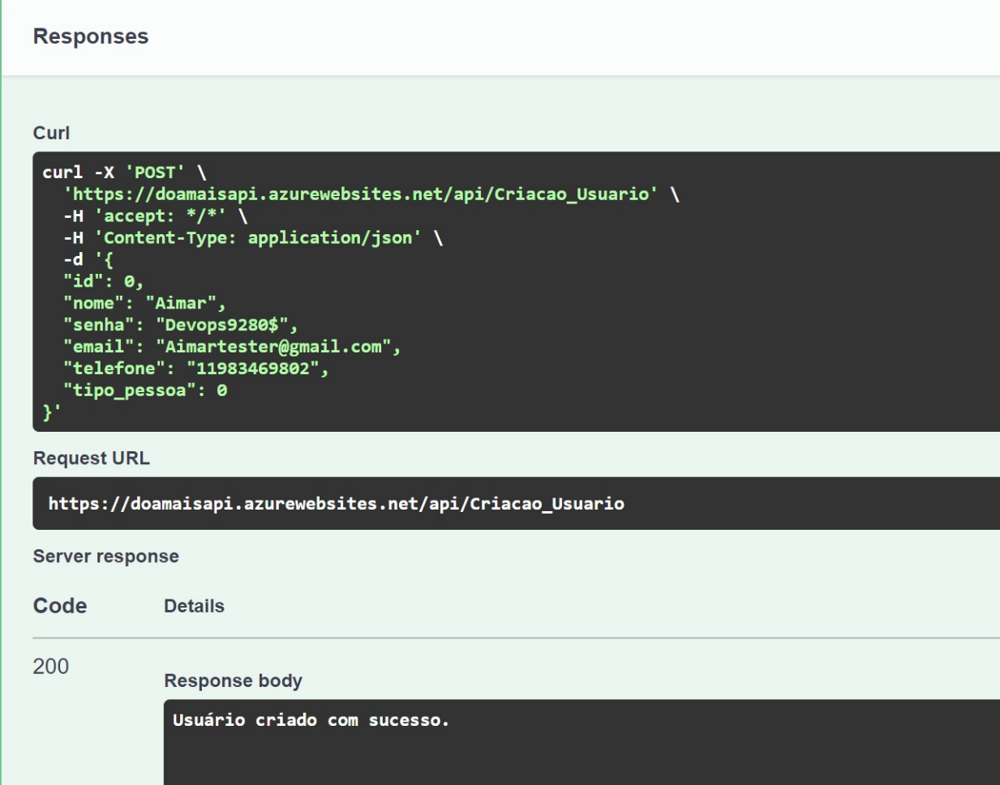 Responses
Curl
curl -X 'POST' \
'https://doamaisapi.azurewebsites.net/api/Criacao_Usuario' \
-H 'accept: */*' \
-H 'Content-Type: application/json' \
-d '{
"id": 0,
"nome": "Aimar",
"senha": "Devops9280$",
"email": "Aimartester@gmail.com",
"telefone": "11983469802",
"tipo_pessoa": 0
}'
Request URL
https://doamaisapi.azurewebsites.net/api/Criacao_Usuario
Server response
Code Details
200
Response body
Usuário criado com sucesso.